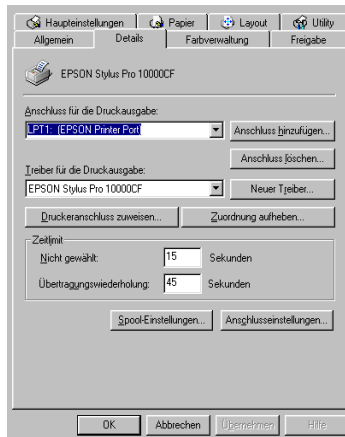 Haupteinstellungen Papier Layout Utility
Allgemein Details Farbverwaltung Freigabe
EPSON Stylus Pro 10000CF
Anschluss für die Druckausgabe:
LPT1: (EPSON Printer Port) Anschluss hinzufügen...
Anschluss löschen...
Treiber für die Druckausgabe:
EPSON Stylus Pro 10000CF Neuer Treiber...
Druckeranschluss zuweisen... Zuordnung aufheben...
Zeitlimit
Nicht gewählt: 15 Sekunden
Übertragungswiederholung: 45 Sekunden
Spool-Einstellungen... Anschlusseinstellungen...
OK Abbrechen Übernehmen Hilfe